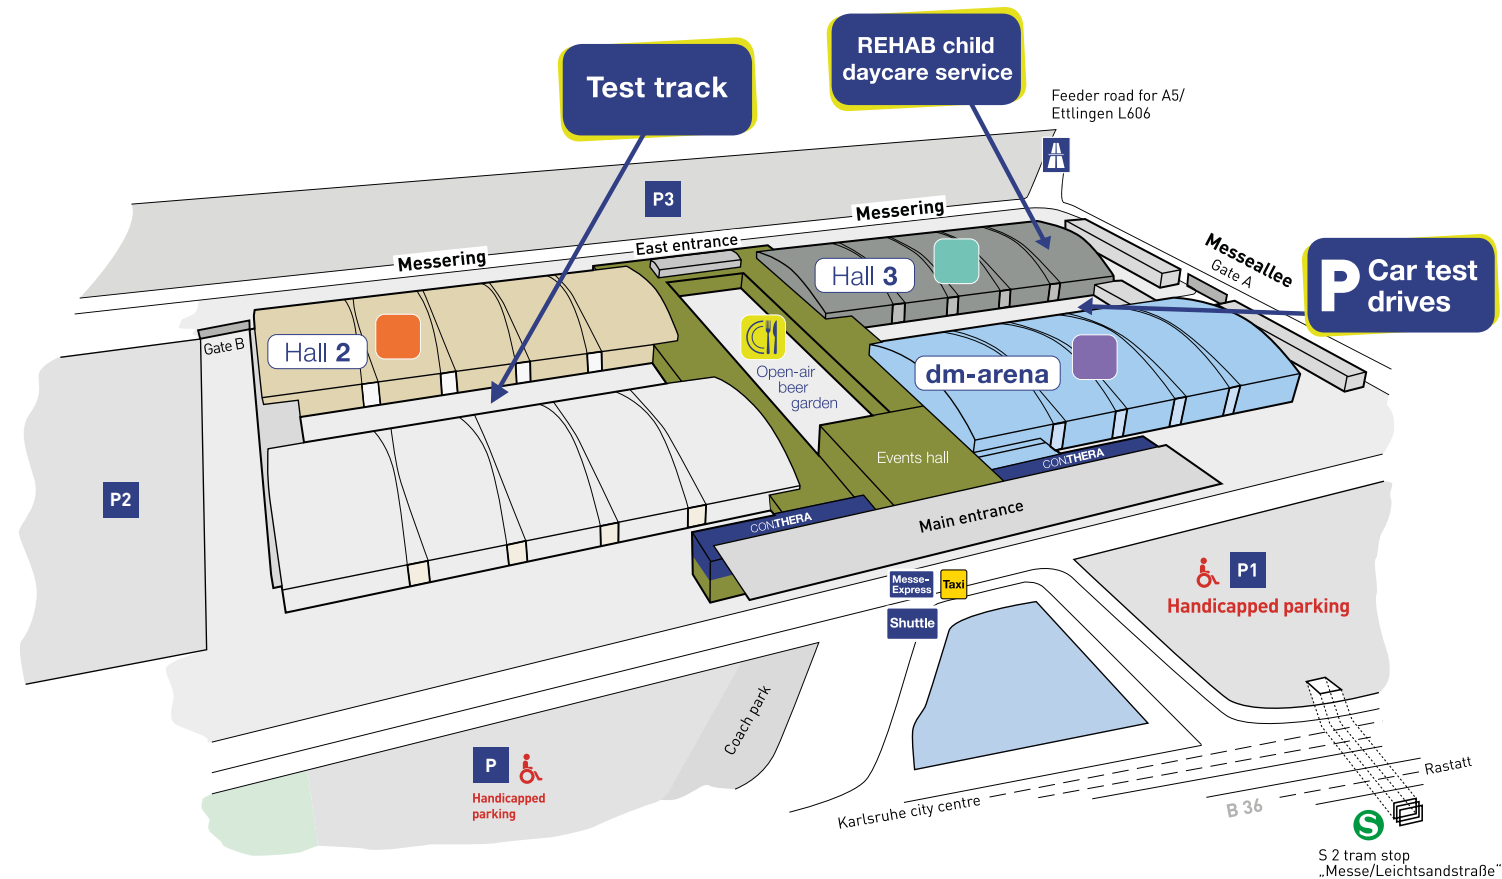 REHAB child
daycare service
Test track
Feeder road for A5/
Ettlingen L606
P3
Messering
East entrance
Messering
Messeallee
Gate A
P Car test
drives
Hall 3
Gate B
Hall 2
Open-air
beer
garden
dm-arena
Events hall
CONTHERA
P2
CONTHERA
Main entrance
Messe-
Express
Taxi
Shuttle
P1
Handicapped parking
Coach park
P
Handicapped
parking
Karlsruhe city centre
B 36
Rastatt
S
S 2 tram stop
„Messe/Leichtsandstraße"